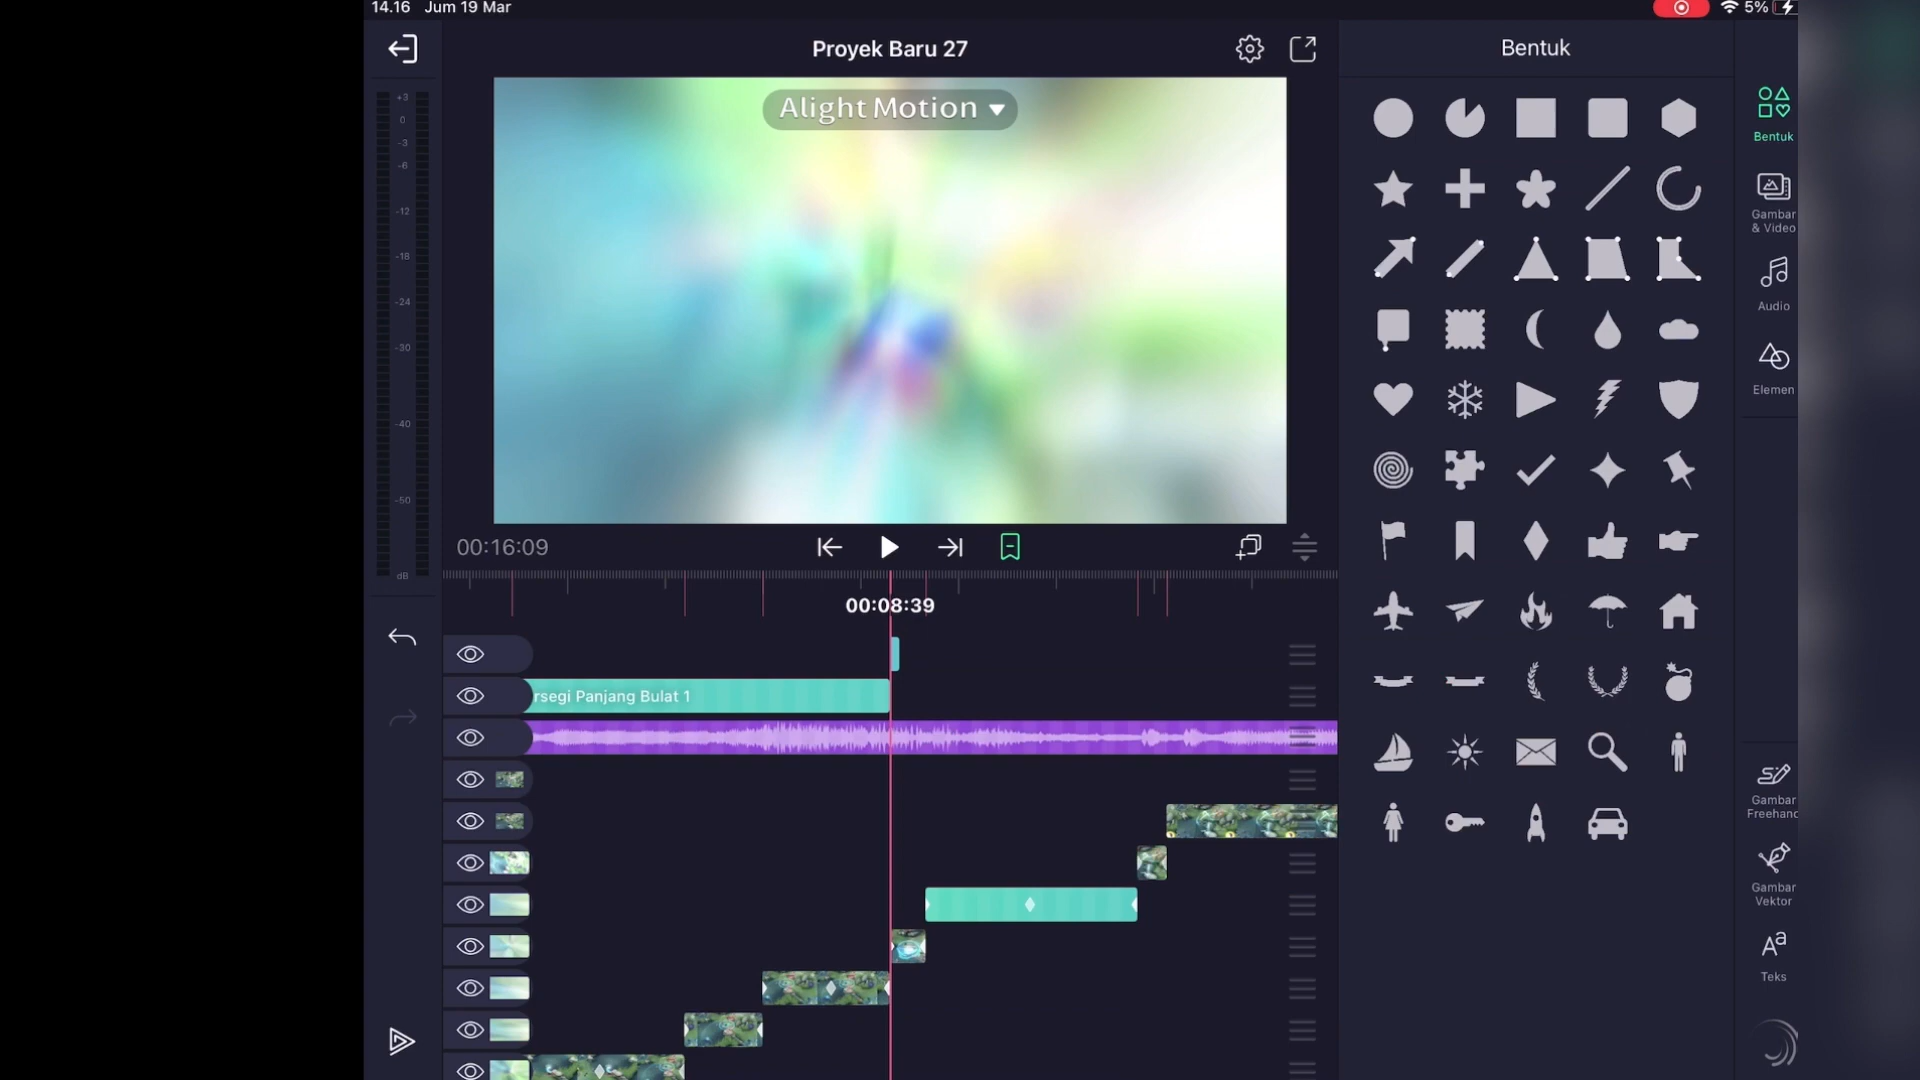 14.16 Jum 19 Mar
5%
Proyek Baru 27
Bentuk
Alight Motion
+3
0
-3
-6
-12
-18
-24
-30
-40
-50
dB
Bentuk
Gambar
& Video
Audio
Elemen
00:16:09
00:08:39
rsegi Panjang Bulat 1
Gambar
Freehand
Gambar
Vektor
Aa
Teks